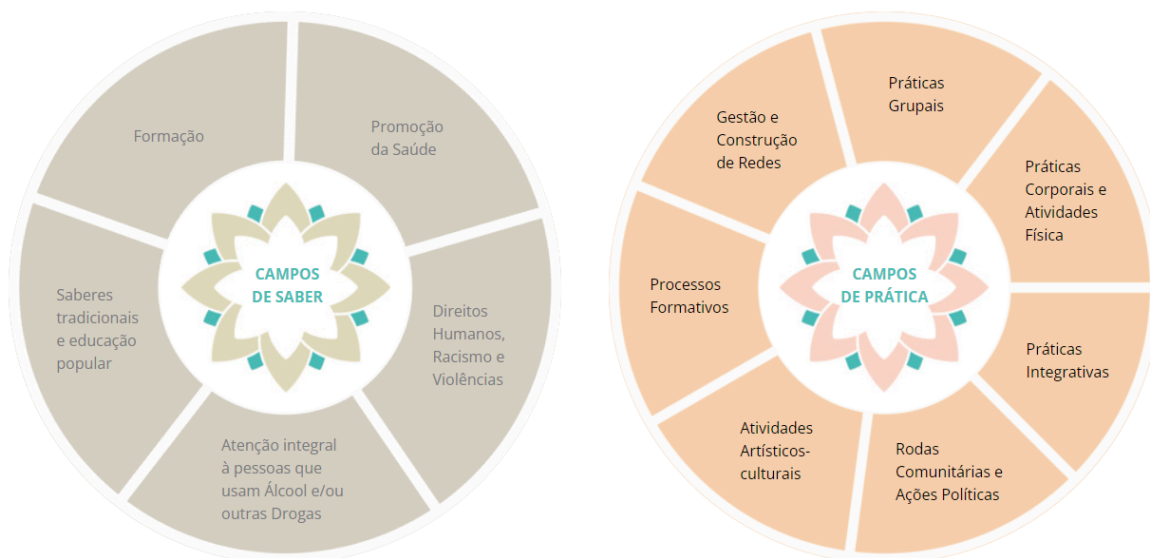 Formação
Promoção
da Saúde
CAMPOS
DE SABER
Saberes
tradicionais
e educação
popular
Direitos
Humanos,
Racismo e
Violências
Atenção integral
à pessoas que
usam Álcool e/ou
outras Drogas
Práticas
Grupais
Gestão e
Construção
de Redes
Práticas
Corporais e
Atividades
Física
CAMPOS
DE PRÁTICA
Processos
Formativos
Práticas
Integrativas
Atividades
Artísticos-
culturais
Rodas
Comunitárias e
Ações Políticas